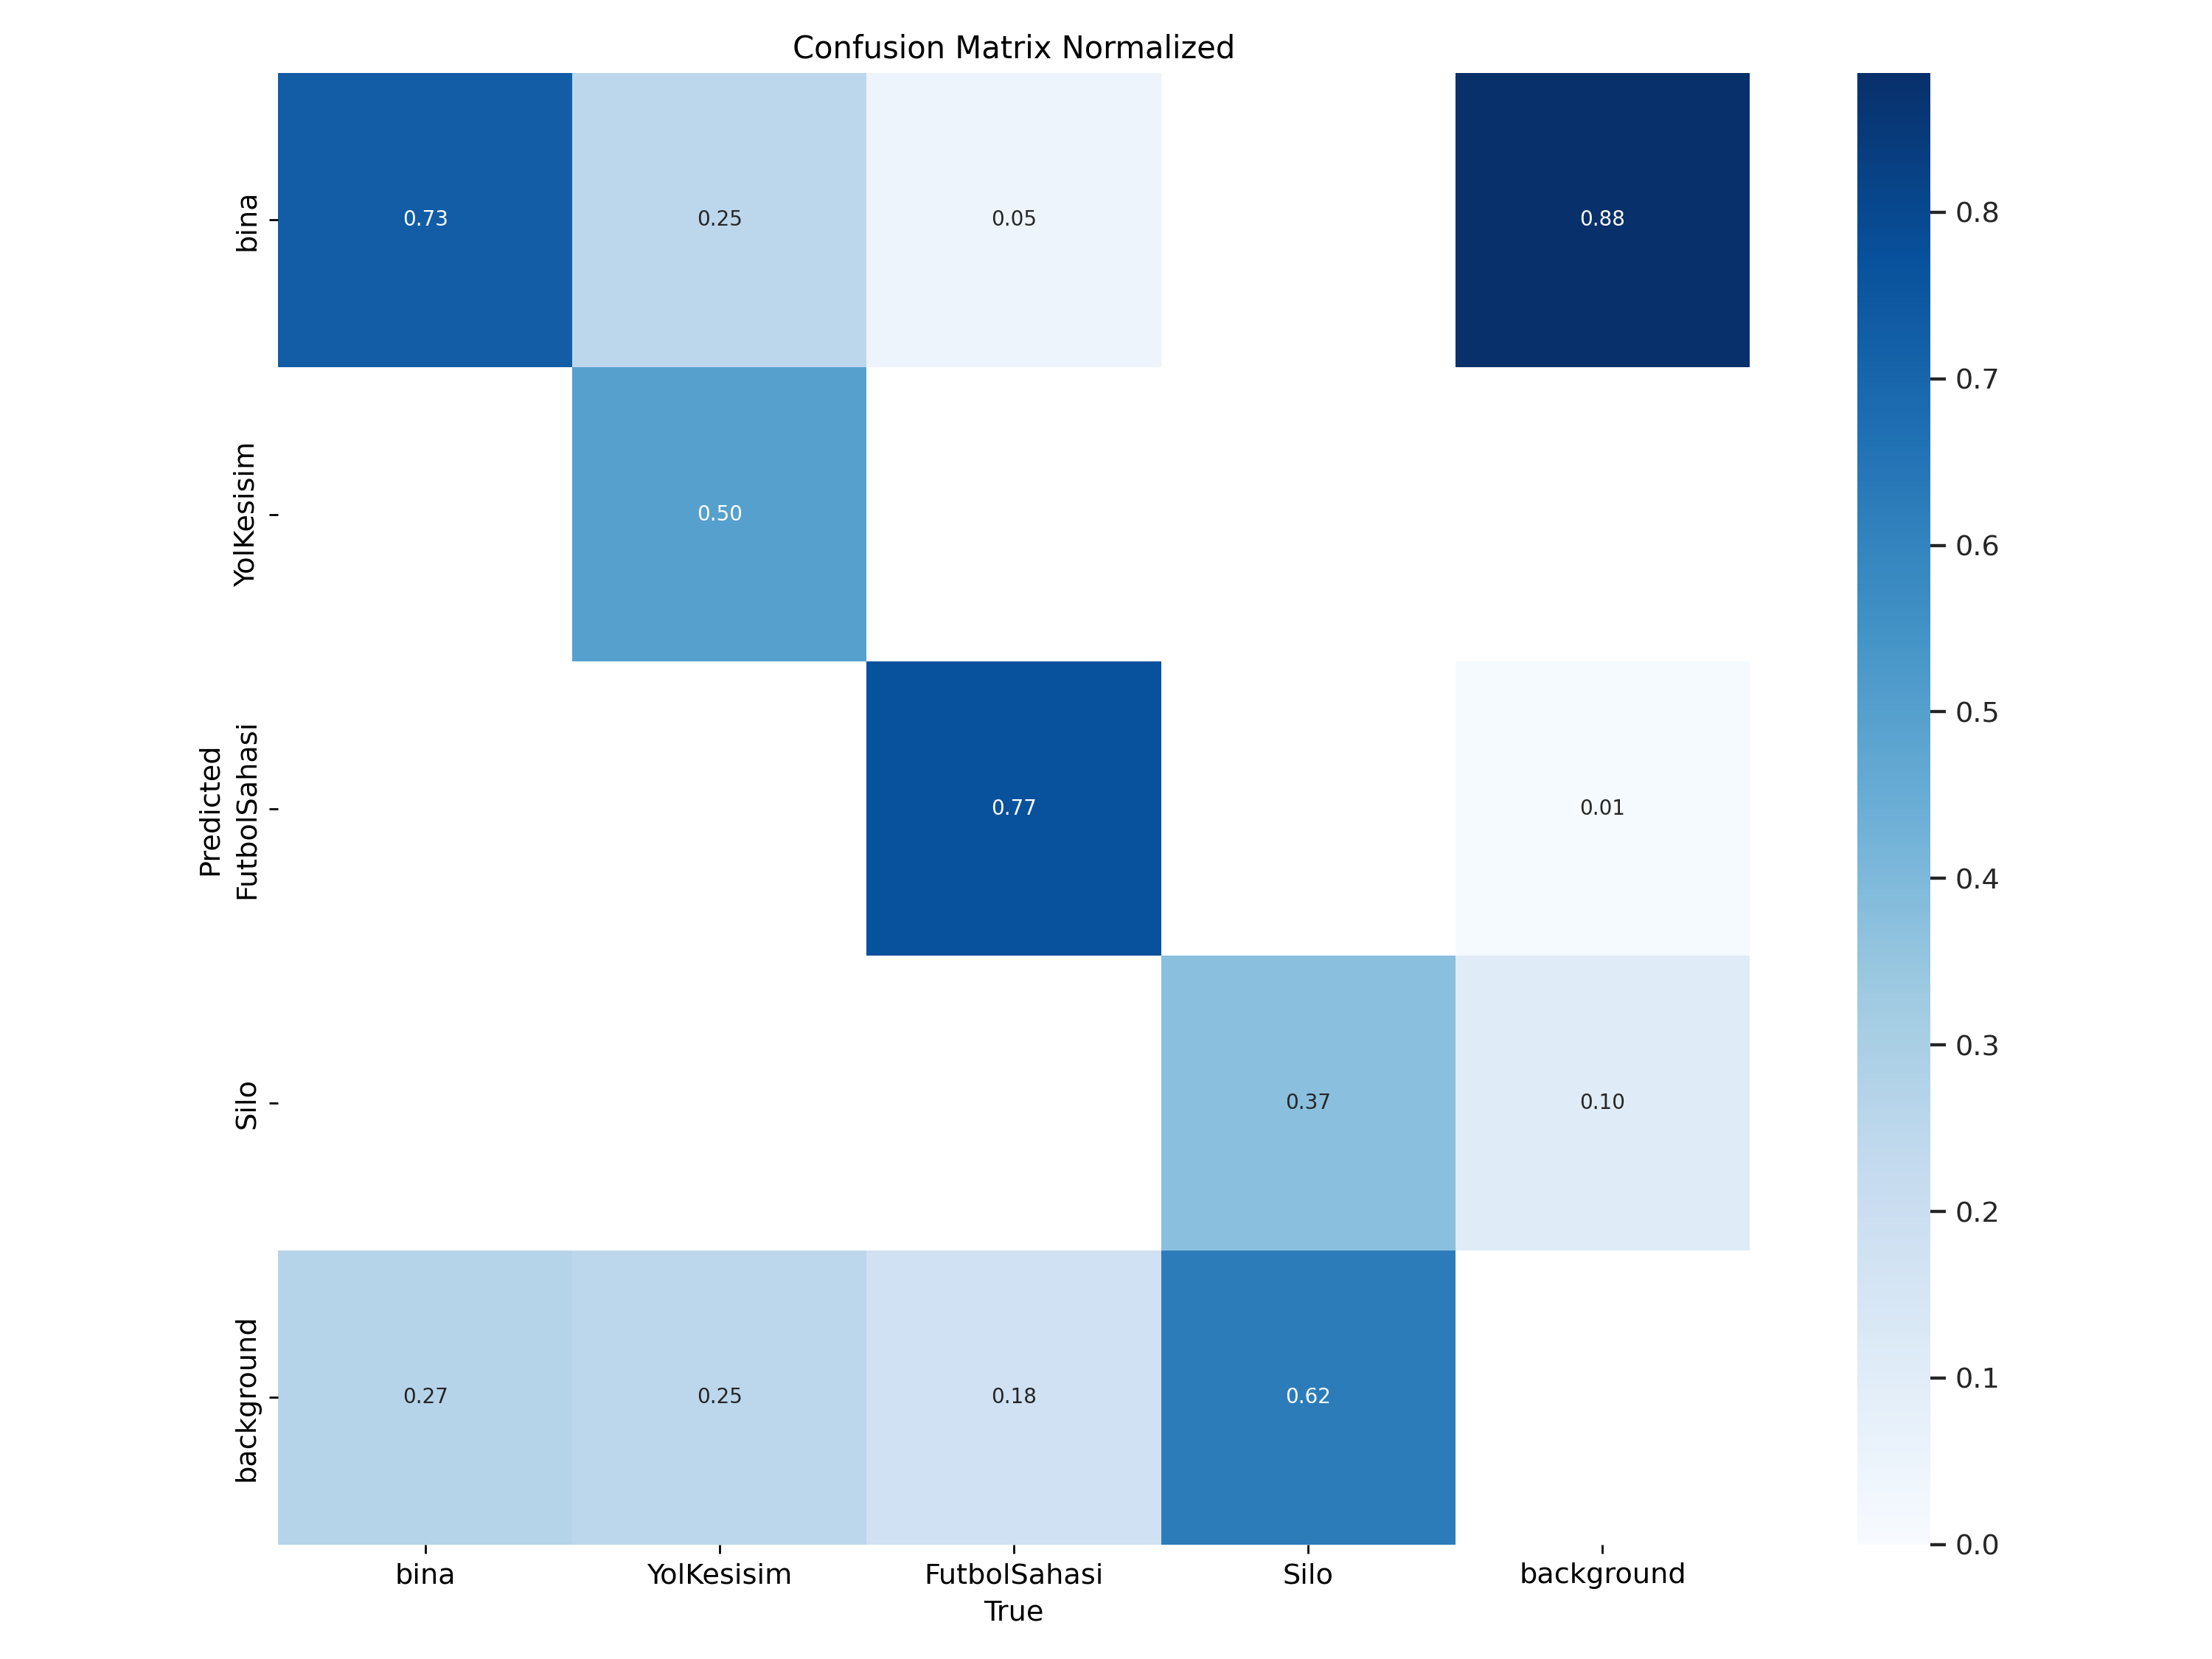 Confusion Matrix Normalized
bina
0.73
0.25
0.05
0.88
YolKesisim
0.50
Predicted
FutbolSahasi
0.77
0.01
Silo
0.37
0.10
background
0.27
0.25
0.18
0.62
bina
YolKesisim
FutbolSahasi
Silo
background
True
0.8
0.7
0.6
0.5
0.4
0.3
0.2
0.1
0.0